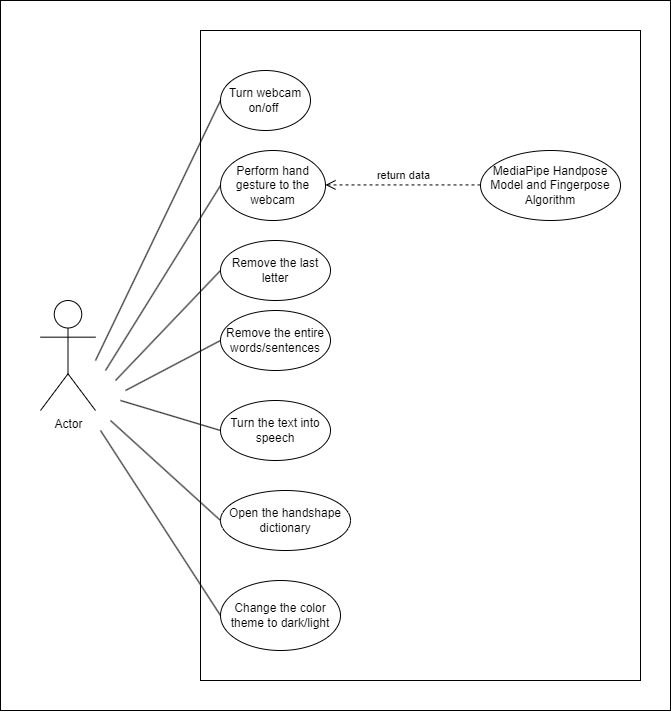 Turn webcam
on/off
Perform hand
gesture to the
webcam
return data
MediaPipe Handpose
Model and Fingerpose
Algorithm
Remove the last
letter
Remove the entire
words/sentences
Actor
Turn the text into
speech
Open the handshape
dictionary
Change the color
theme to dark/light